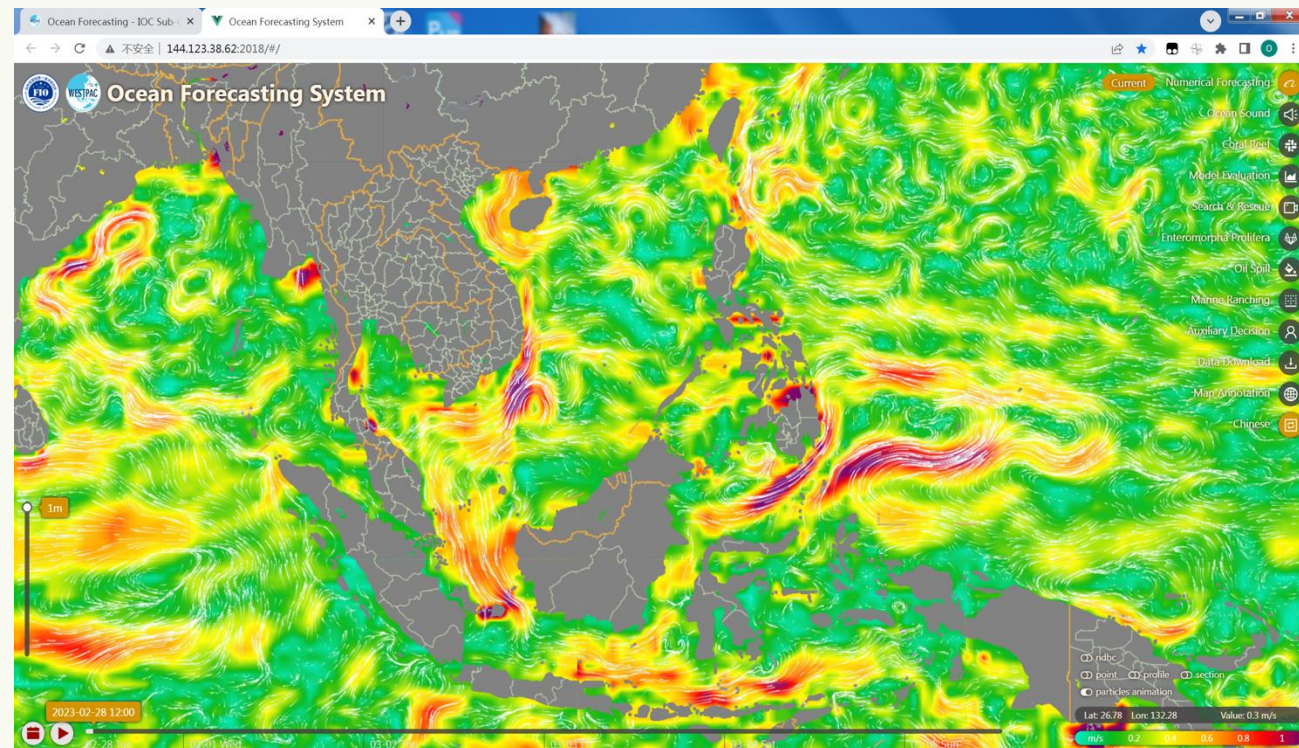 Ocean Forecasting - IOC Sub-
Ocean Forecasting System
不安全 | 144.123.38.62:2018/#/
FIO
WESTPAC
Ocean Forecasting System
Current
Numerical Forecasting
Ocean Sound
Coral Reef
Model Evaluation
Search & Rescue
Enteromorpha Prolifera
Oil Spill
Marine Ranching
Auxiliary Decision
Data Download
Map Annotation
Chinese
1m
ndbc
point profile section
particles animation
2023-02-28 12:00
Lat: 26.78 Lon: 132.28 Value: 0.3 m/s
m/s 0.2 0.4 0.6 0.8 1